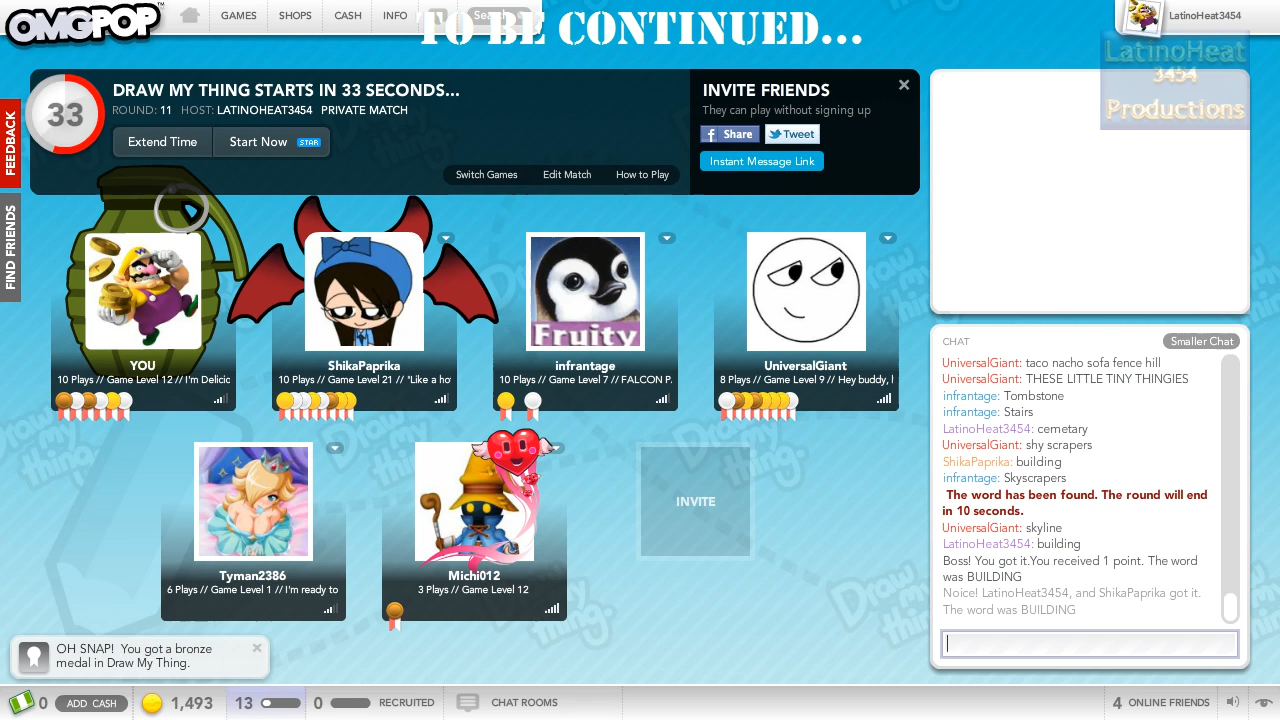 OMGPOP™
GAMES SHOPS CASH INFO Search
LatinoHeat3454
TO BE CONTINUED...
LatinoHeat
3454
Productions
FEEDBACK
FIND FRIENDS
33
DRAW MY THING STARTS IN 33 SECONDS...
ROUND: 11 HOST: LATINOHEAT3454 PRIVATE MATCH
Extend Time Start Now STAR
Switch Games Edit Match How to Play
INVITE FRIENDS
They can play without signing up
f Share Tweet
Instant Message Link
YOU
10 Plays // Game Level 12 // I'm Delicic
ShikaPaprika
10 Plays // Game Level 21 // "Like a ho
Fruity
infrantage
10 Plays // Game Level 7 // FALCON P.
UniversalGiant
8 Plays // Game Level 9 // Hey buddy, I
Tyman2386
6 Plays // Game Level 1 // I'm ready to
Michi012
3 Plays // Game Level 12
INVITE
CHAT Smaller Chat
UniversalGiant: taco nacho sofa fence hill
UniversalGiant: THESE LITTLE TINY THINGIES
infrantage: Tombstone
infrantage: Stairs
LatinoHeat3454: cemetary
UniversalGiant: shy scrapers
ShikaPaprika: building
infrantage: Skyscrapers
The word has been found. The round will end
in 10 seconds.
UniversalGiant: skyline
LatinoHeat3454: building
Boss! You got it.You received 1 point. The word
was BUILDING
Noice! LatinoHeat3454, and ShikaPaprika got it.
The word was BUILDING
OH SNAP! You got a bronze
medal in Draw My Thing.
0 ADD CASH 1,493 13 0 RECRUITED CHAT ROOMS 4 ONLINE FRIENDS